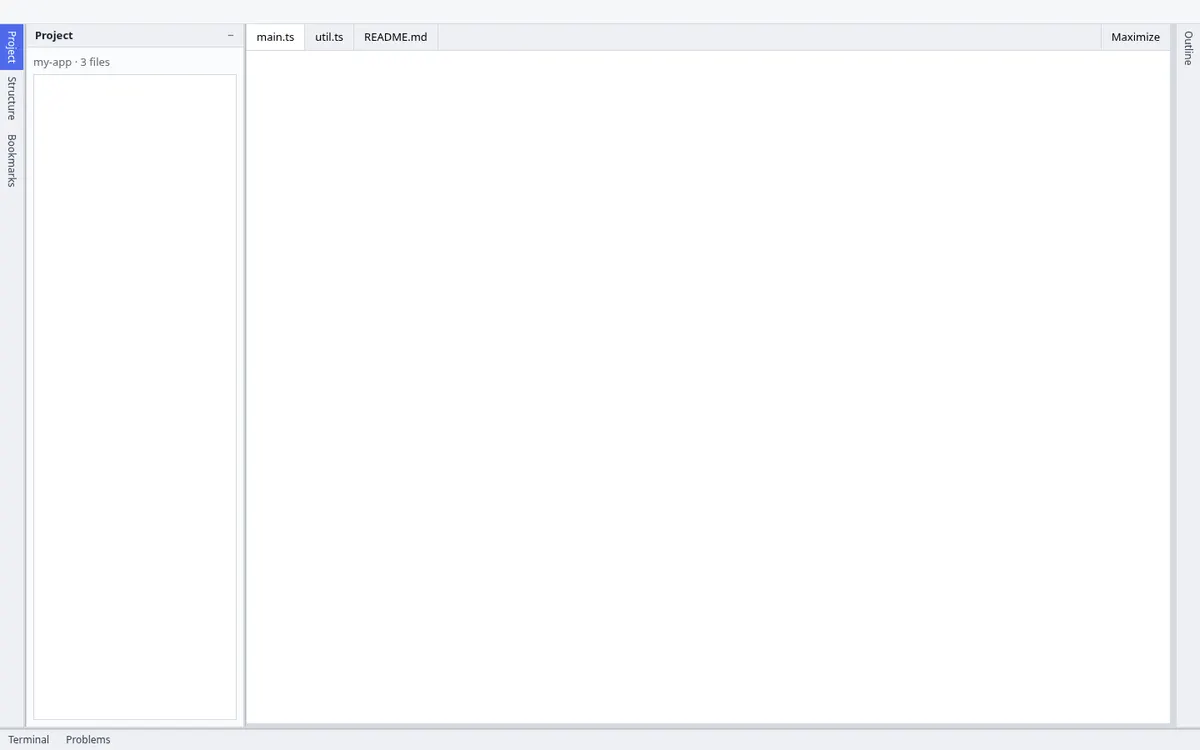 Project
Structure
Bookmarks
Project −
my-app · 3 files
main.ts util.ts README.md Maximize
Outline
Terminal Problems